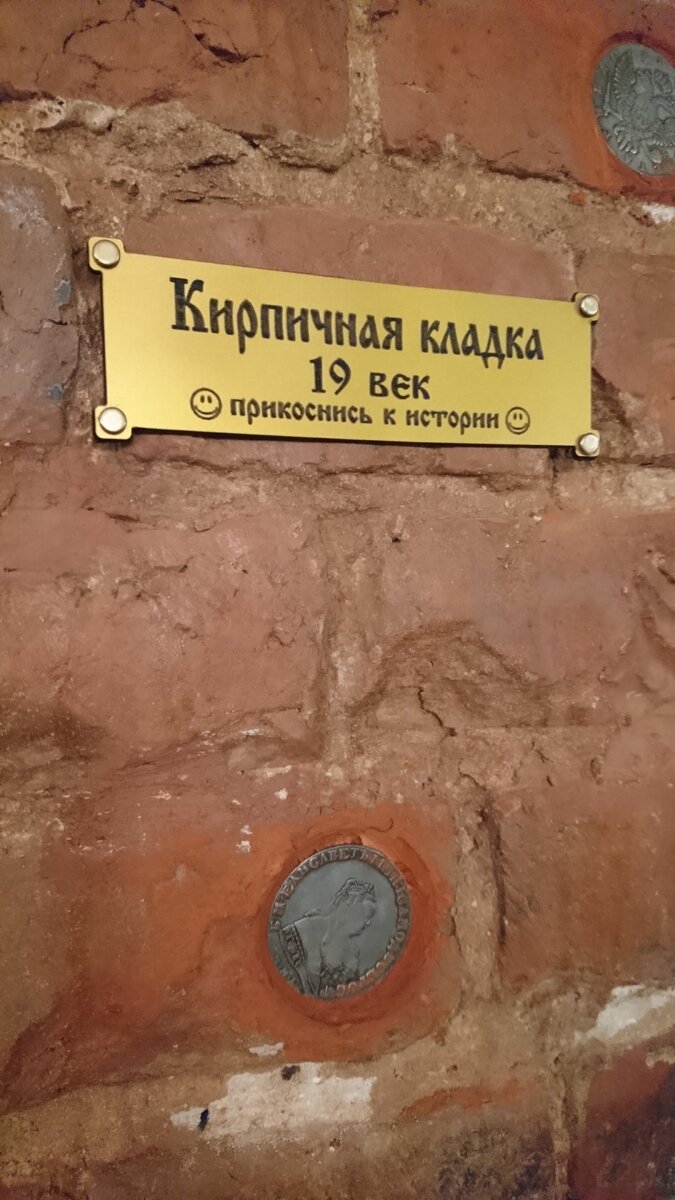 Кирпичная кладка
19 век
прикоснись к истории